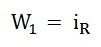 W₁ = iR